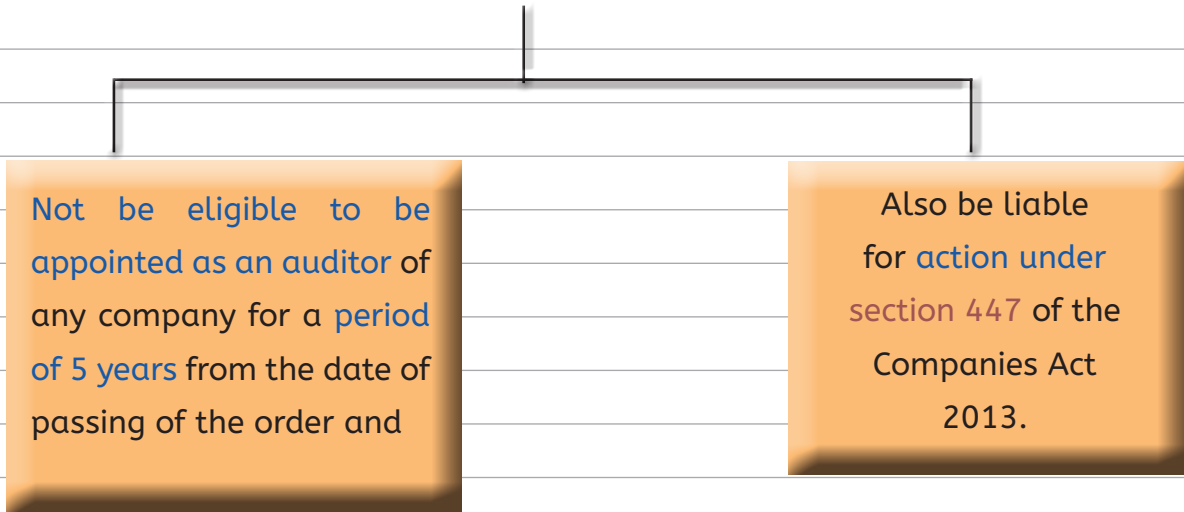 Not be eligible to be
appointed as an auditor of
any company for a period
of 5 years from the date of
passing of the order and
Also be liable
for action under
section 447 of the
Companies Act
2013.